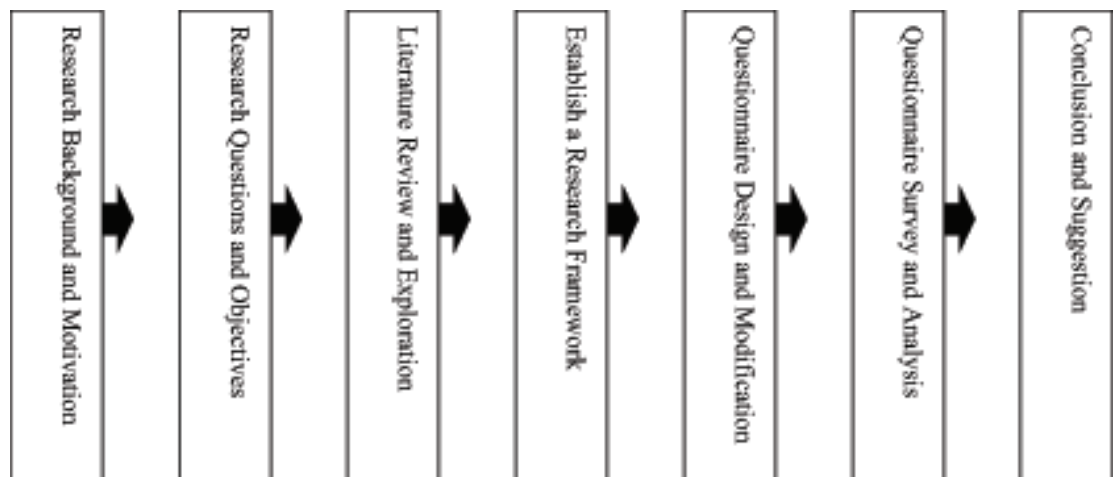 Research Background and Motivation
Research Questions and Objectives
Literature Review and Exploration
Establish a Research Framework
Questionnaire Design and Modification
Questionnaire Survey and Analysis
Conclusion and Suggestion